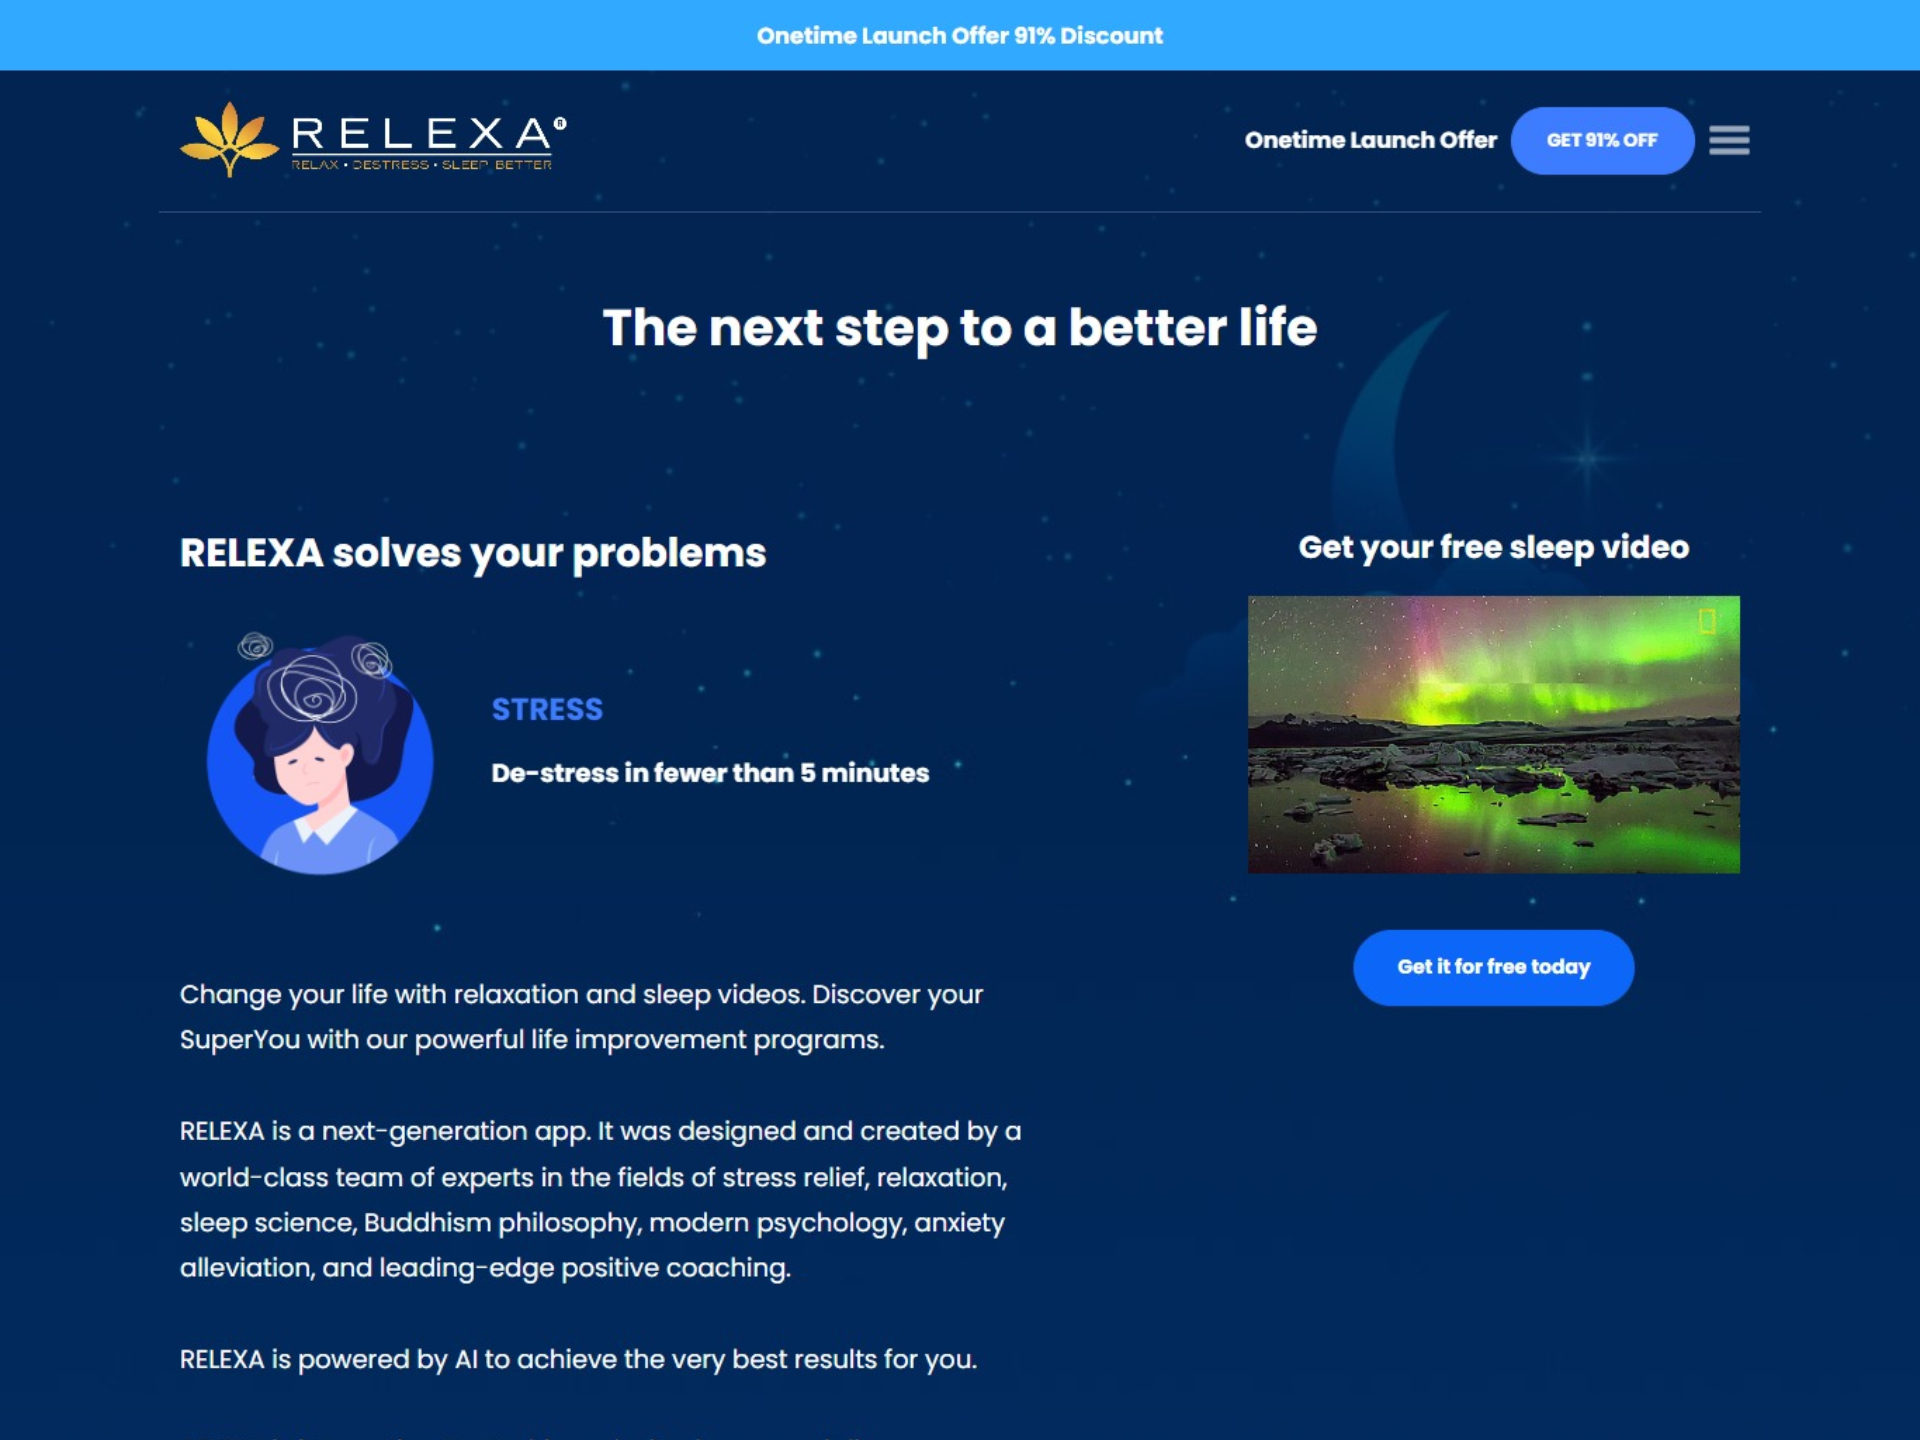 Onetime Launch Offer 91% Discount
RELEXA®
RELAX • DESTRESS • SLEEP BETTER
Onetime Launch Offer
GET 91% OFF
The next step to a better life
RELEXA solves your problems
STRESS
De-stress in fewer than 5 minutes
Get your free sleep video
Get it for free today
Change your life with relaxation and sleep videos. Discover your
SuperYou with our powerful life improvement programs.
RELEXA is a next-generation app. It was designed and created by a
world-class team of experts in the fields of stress relief, relaxation,
sleep science, Buddhism philosophy, modern psychology, anxiety
alleviation, and leading-edge positive coaching.
RELEXA is powered by AI to achieve the very best results for you.